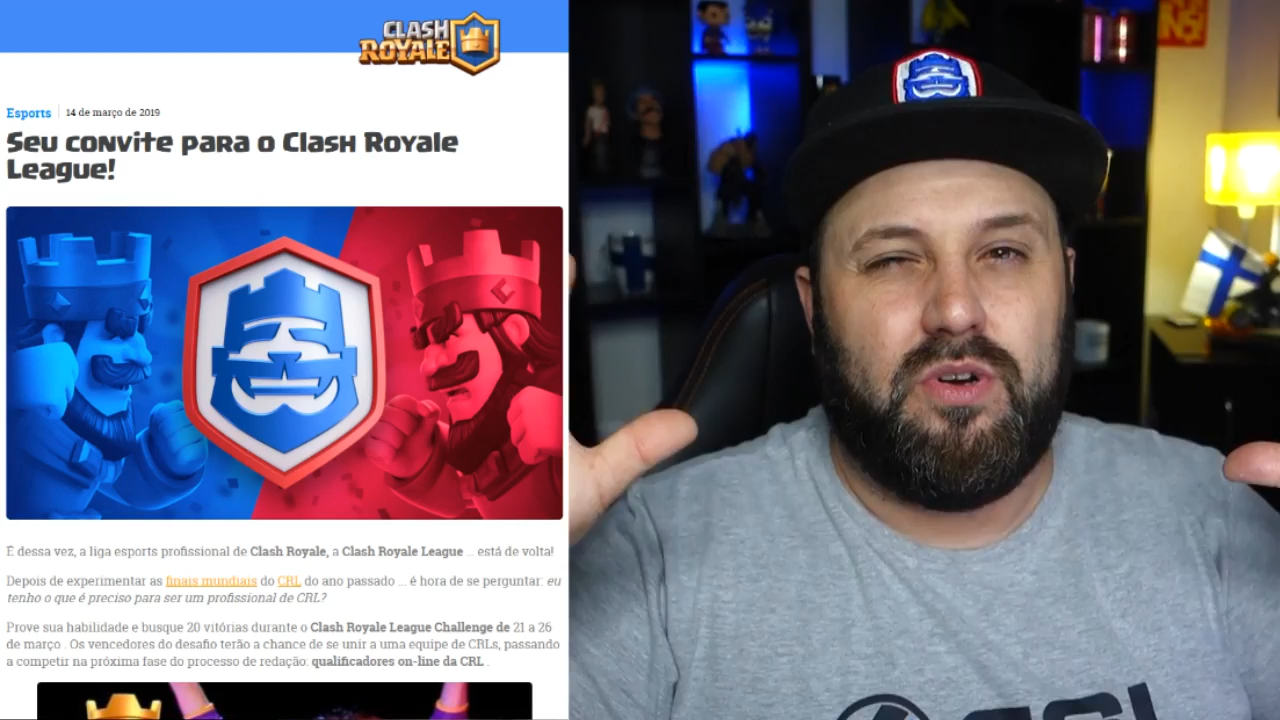 CLASH
ROYALE
Esports 14 de março de 2019
Seu convite para o Clash Royale
League!
É dessa vez, a liga esports profissional de Clash Royale, a Clash Royale League ... está de volta!
Depois de experimentar as finais mundiais do CRL do ano passado ... é hora de se perguntar: eu
tenho o que é preciso para ser um profissional de CRL?
Prove sua habilidade e busque 20 vitórias durante o Clash Royale League Challenge de 21 a 26
de março . Os vencedores do desafio terão a chance de se unir a uma equipe de CRLs, passando
a competir na próxima fase do processo de redação: qualificadores on-line da CRL .